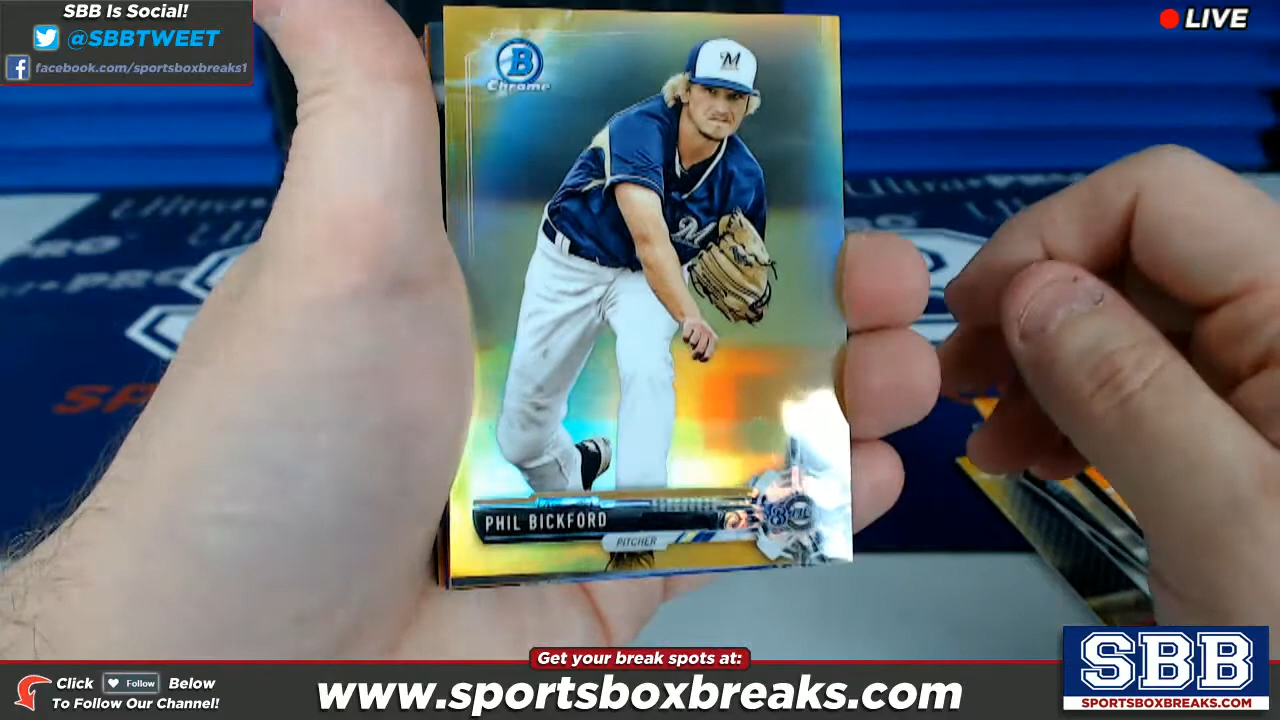 SBB Is Social!
@SBBTWEET
facebook.com/sportsboxbreaks1
LIVE
B
Chrome
M
M
PHIL BICKFORD
PITCHER
Get your break spots at:
Click Follow Below
To Follow Our Channel!
www.sportsboxbreaks.com
SBB
SPORTSBOXBREAKS.COM